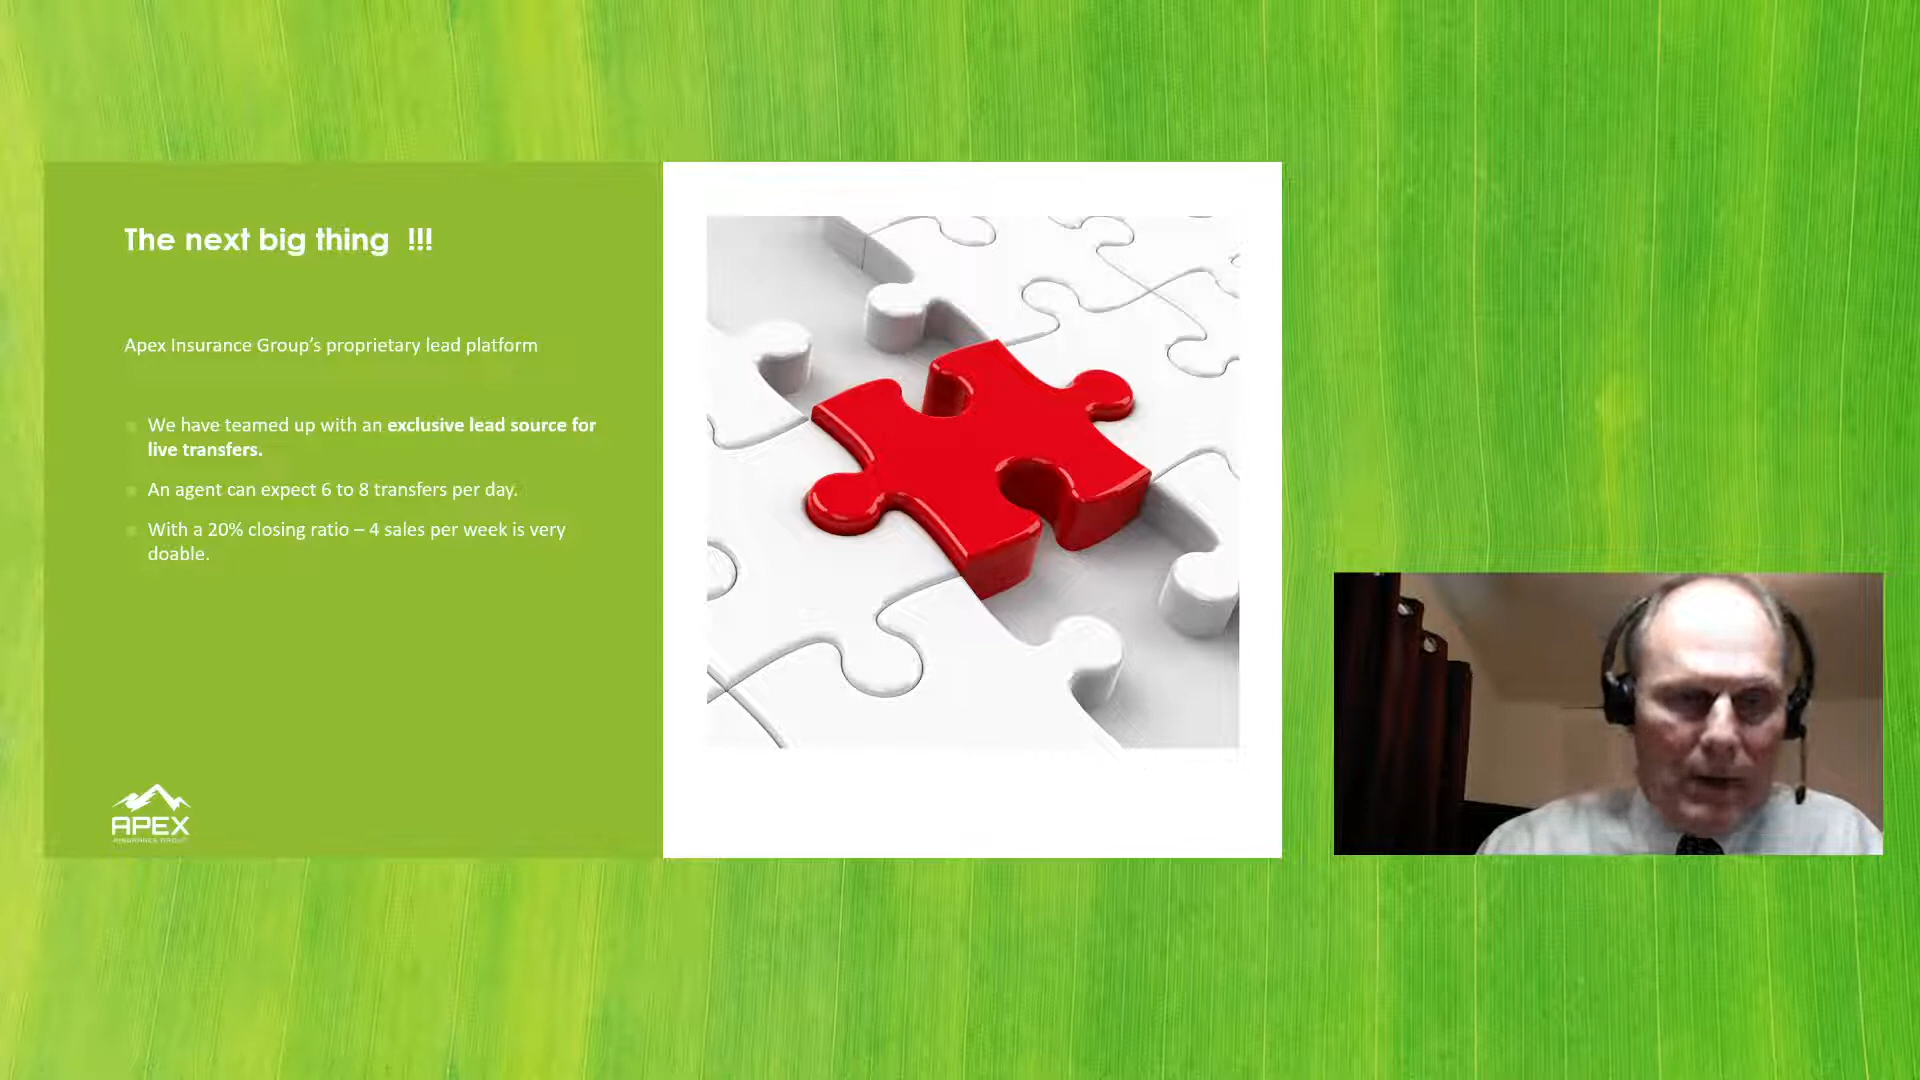 The next big thing  !!!
Apex Insurance Group’s proprietary lead platform
We have teamed up with an exclusive lead source for
live transfers.
An agent can expect 6 to 8 transfers per day.
With a 20% closing ratio – 4 sales per week is very
doable.
APEX
INSURANCE GROUP